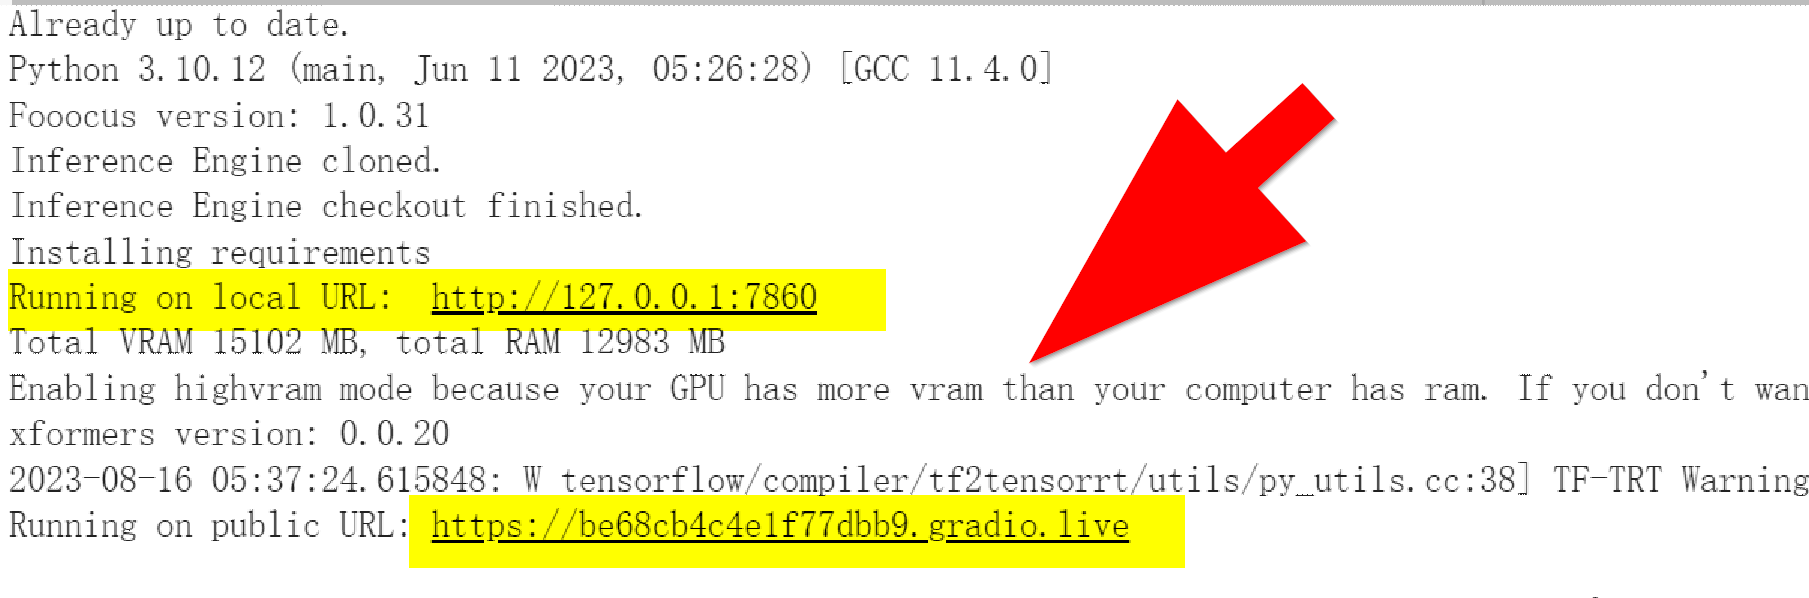 Already up to date.
Python 3.10.12 (main, Jun 11 2023, 05:26:28) [GCC 11.4.0]
Fooocus version: 1.0.31
Inference Engine cloned.
Inference Engine checkout finished.
Installing requirements
Running on local URL:  http://127.0.0.1:7860
Total VRAM 15102 MB, total RAM 12983 MB
Enabling highvram mode because your GPU has more vram than your computer has ram. If you don't wan
xformers version: 0.0.20
2023-08-16 05:37:24.615848: W tensorflow/compiler/tf2tensorrt/utils/py_utils.cc:38] TF-TRT Warning
Running on public URL: https://be68cb4c4e1f77dbb9.gradio.live